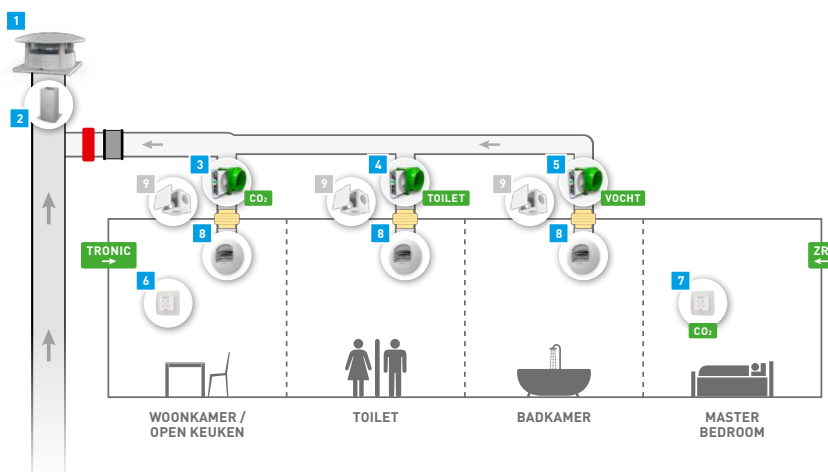 1
2
3
4
5
9
9
9
CO₂
TOILET
VOCHT
8
8
8
TRONIC
ZR
6
7
CO₂
WOONKAMER /
OPEN KEUKEN
TOILET
BADKAMER
MASTER
BEDROOM